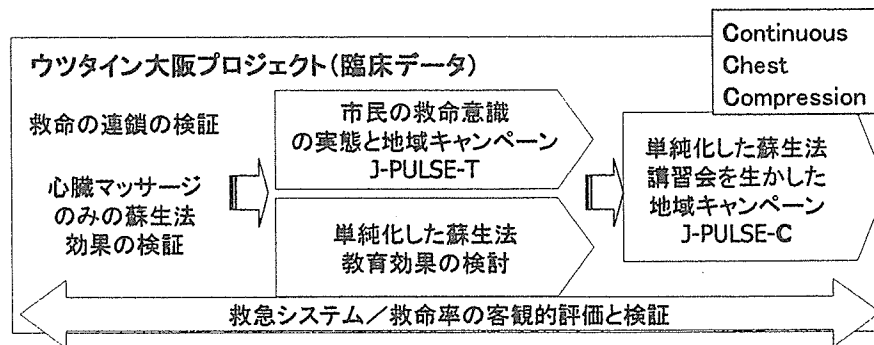 Continuous
Chest
Compression
ウツタイン大阪プロジェクト(臨床データ)
救命の連鎖の検証
心臓マッサージ
のみの蘇生法
効果の検証
市民の救命意識
の実態と地域キャンペーン
J-PULSE-T
単純化した蘇生法
教育効果の検討
単純化した蘇生法
講習会を生かした
地域キャンペーン
J-PULSE-C
救急システム/救命率の客観的評価と検証